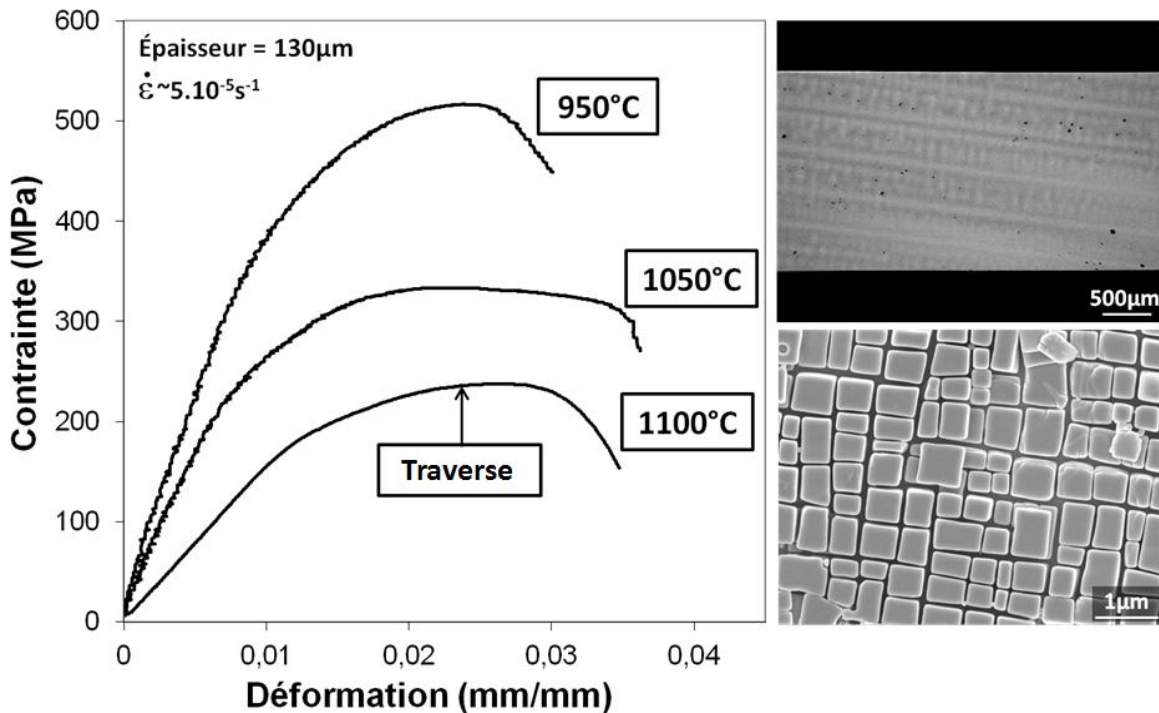 600
500
400
300
200
100
0
Contrainte (MPa)
Épaisseur = 130µm
ε̇ ~5.10⁻⁵s⁻¹
950°C
1050°C
1100°C
Traverse
0
0,01
0,02
0,03
0,04
Déformation (mm/mm)
500µm
1µm